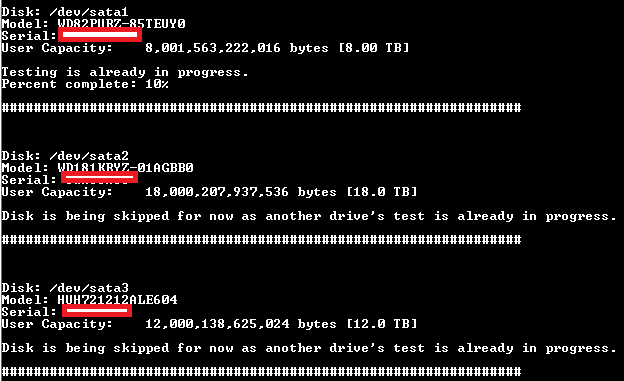 Disk: /dev/sata1
Model: WD82PURZ-85TEUY0
Serial:
User Capacity:    8,001,563,222,016 bytes [8.00 TB]
Testing is already in progress.
Percent complete: 10%
#################################################################
Disk: /dev/sata2
Model: WD181KRYZ-01AGBB0
Serial:
User Capacity:    18,000,207,937,536 bytes [18.0 TB]
Disk is being skipped for now as another drive's test is already in progress.
#################################################################
Disk: /dev/sata3
Model: HUH721212ALE604
Serial:
User Capacity:    12,000,138,625,024 bytes [12.0 TB]
Disk is being skipped for now as another drive's test is already in progress.
#################################################################